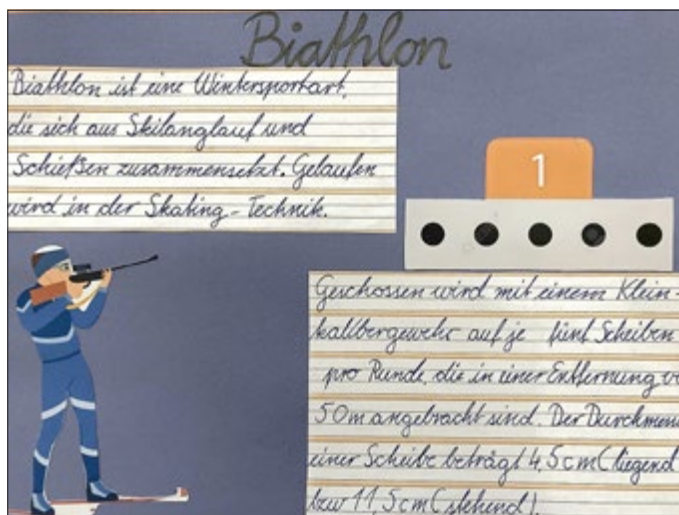 Biathlon
Biathlon ist eine Wintersportart,
die sich aus Skilanglauf und
Schießen zusammensetzt. Gelaufen
wird in der Skating-Technik.
1
Geschossen wird mit einem Klein-
kalibergewehr auf je fünf Scheiben
pro Runde, die in einer Entfernung
50m angebracht sind. Der
einer Scheibe beträgt 4,5cm (liegend
bzw 11,5cm (stehend).